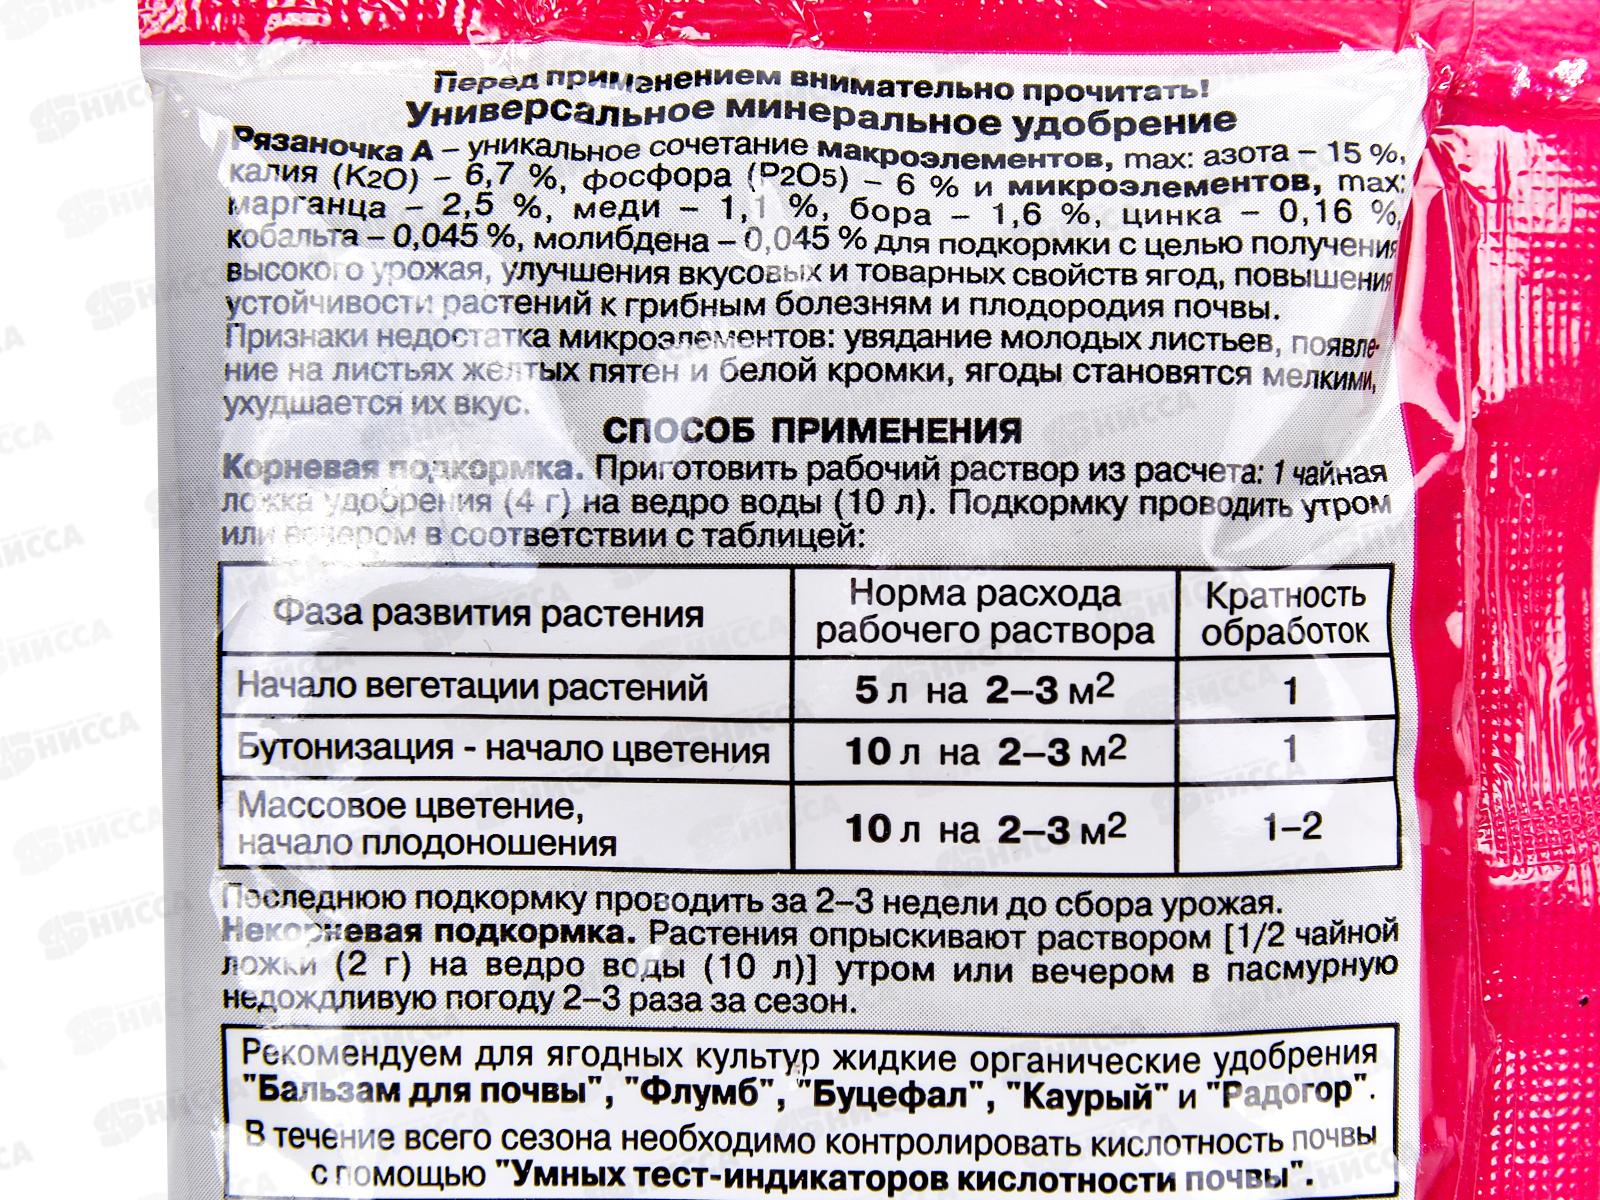 Перед применением внимательно прочитать!
Универсальное минеральное удобрение
Рязаночка А – уникальное сочетание макроэлементов, max: азота – 15 %,
калия (K2O) – 6,7 %, фосфора (P2O5) – 6 % и микроэлементов, max:
марганца – 2,5 %, меди – 1,1 %, бора – 1,6 %, цинка – 0,16 %,
кобальта – 0,045 %, молибдена – 0,045 % для подкормки с целью получения
высокого урожая, улучшения вкусовых и товарных свойств ягод, повышения
устойчивости растений к грибным болезням и плодородия почвы.
Признаки недостатка микроэлементов: увядание молодых листьев, появле-
ние на листьях желтых пятен и белой кромки, ягоды становятся мелкими,
ухудшается их вкус.
СПОСОБ ПРИМЕНЕНИЯ
Корневая подкормка. Приготовить рабочий раствор из расчета: 1 чайная
ложка удобрения (4 г) на ведро воды (10 л). Подкормку проводить утром
или вечером в соответствии с таблицей:
Фаза развития растения
Норма расхода
рабочего раствора
Кратность
обработок
Начало вегетации растений 5 л на 2–3 м2 1
Бутонизация - начало цветения 10 л на 2–3 м2 1
Массовое цветение,
начало плодоношения
10 л на 2–3 м2 1–2
Последнюю подкормку проводить за 2–3 недели до сбора урожая.
Некорневая подкормка. Растения опрыскивают раствором [1/2 чайной
ложки (2 г) на ведро воды (10 л)] утром или вечером в пасмурную
недождливую погоду 2–3 раза за сезон.
Рекомендуем для ягодных культур жидкие органические удобрения
"Бальзам для почвы", "Флумб", "Буцефал", "Каурый" и "Радогор".
В течение всего сезона необходимо контролировать кислотность почвы
с помощью "Умных тест-индикаторов кислотности почвы".
НИССА